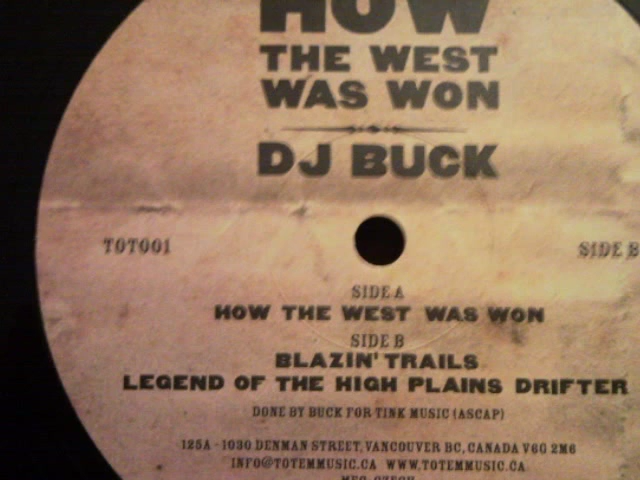 HOW
THE WEST
WAS WON
DJ BUCK
TOT001
SIDE B
SIDE A
HOW THE WEST WAS WON
SIDE B
BLAZIN' TRAILS
LEGEND OF THE HIGH PLAINS DRIFTER
DONE BY BUCK FOR TINK MUSIC (ASCAP)
125A - 1030 DENMAN STREET, VANCOUVER BC, CANADA V6G 2M6
INFO@TOTEMMUSIC.CA WWW.TOTEMMUSIC.CA